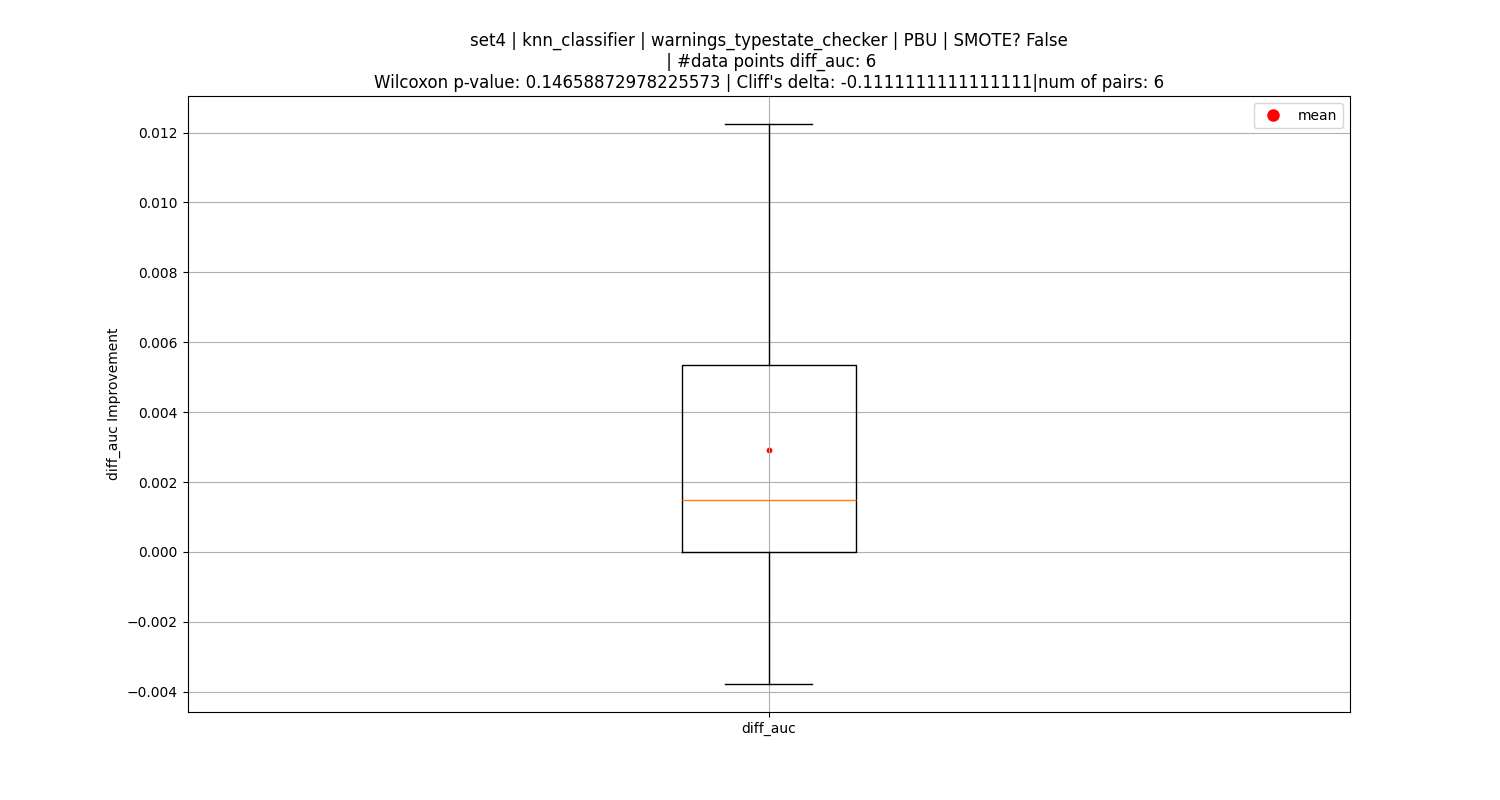 set4 | knn_classifier | warnings_typestate_checker | PBU | SMOTE? False
| #data points diff_auc: 6
Wilcoxon p-value: 0.14658872978225573 | Cliff's delta: -0.1111111111111111|num of pairs: 6
mean
0.012
0.010
0.008
0.006
0.004
0.002
0.000
−0.002
−0.004
diff_auc Improvement
diff_auc